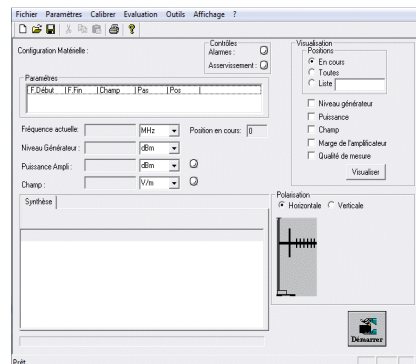 Fichier Paramètres Calibrer Evaluation Outils Affichage ?
Configuration Matérielle :
Contrôles
Alarmes :
Asservissement :
Visualisation
Positions
En cours
Toutes
Liste
Paramètres
F.Début F.Fin Champ Pas Pos
Niveau générateur
Puissance
Champ
Marge de l'amplificateur
Qualité de mesure
Visualiser
Fréquence actuelle: MHz Position en cours: 0
Niveau Générateur : dBm
Puissance Ampli : dBm
Champ : V/m
Synthèse
Polarisation
Horizontale Verticale
Démarrer
Prêt